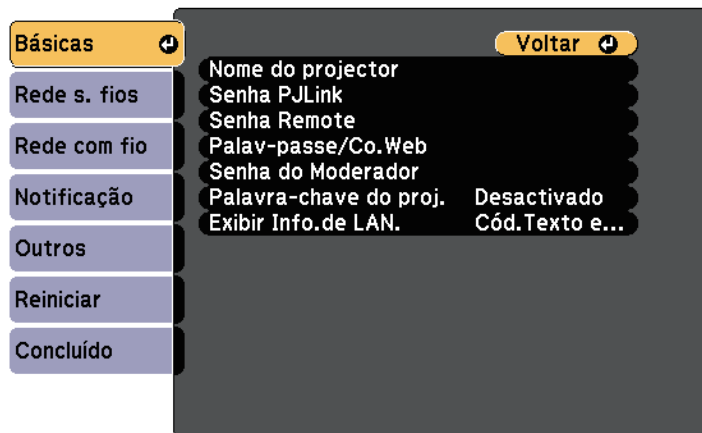 Básicas
Rede s. fios
Rede com fio
Notificação
Outros
Reiniciar
Concluído
Voltar
Nome do projector
Senha PJLink
Senha Remote
Palav-passe/Co.Web
Senha do Moderador
Palavra-chave do proj. Desactivado
Exibir Info.de LAN. Cód.Texto e...